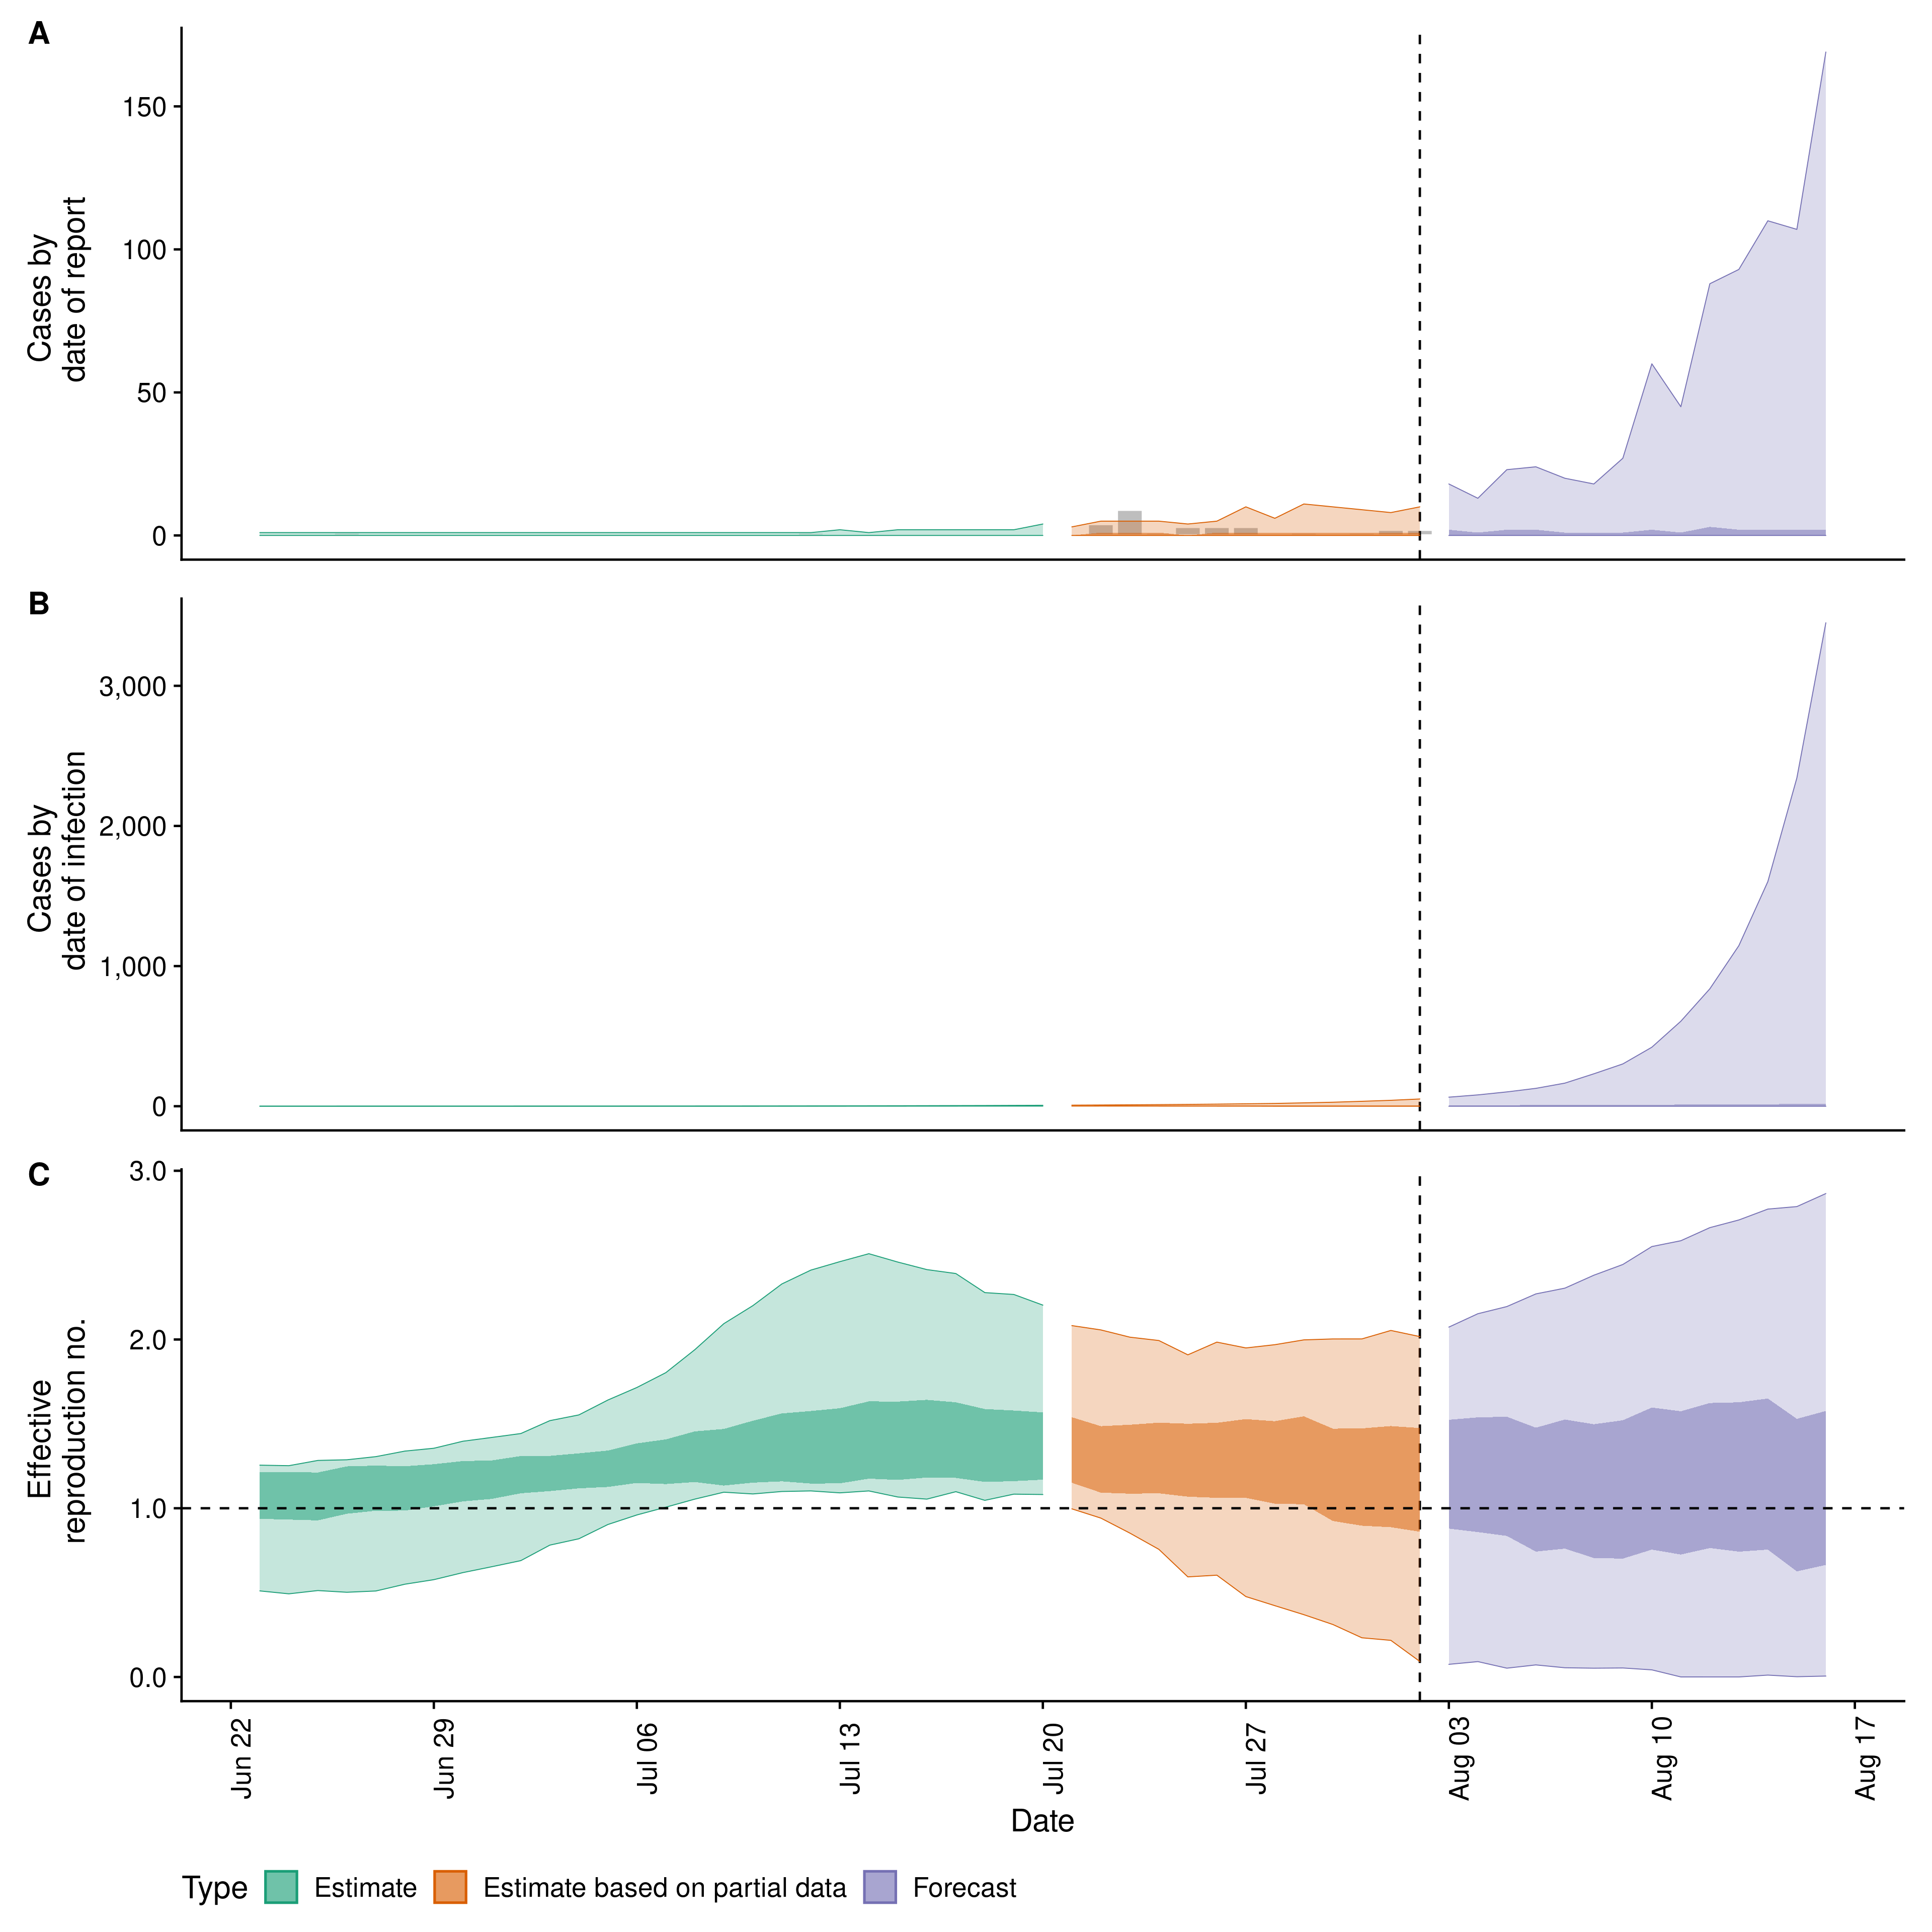 A
Cases by
date of report
150
100
50
0
B
Cases by
date of infection
3,000
2,000
1,000
0
C
Effective
reproduction no.
3.0
2.0
1.0
0.0
Jun 22
Jun 29
Jul 06
Jul 13
Jul 20
Jul 27
Aug 03
Aug 10
Aug 17
Date
Type Estimate Estimate based on partial data Forecast